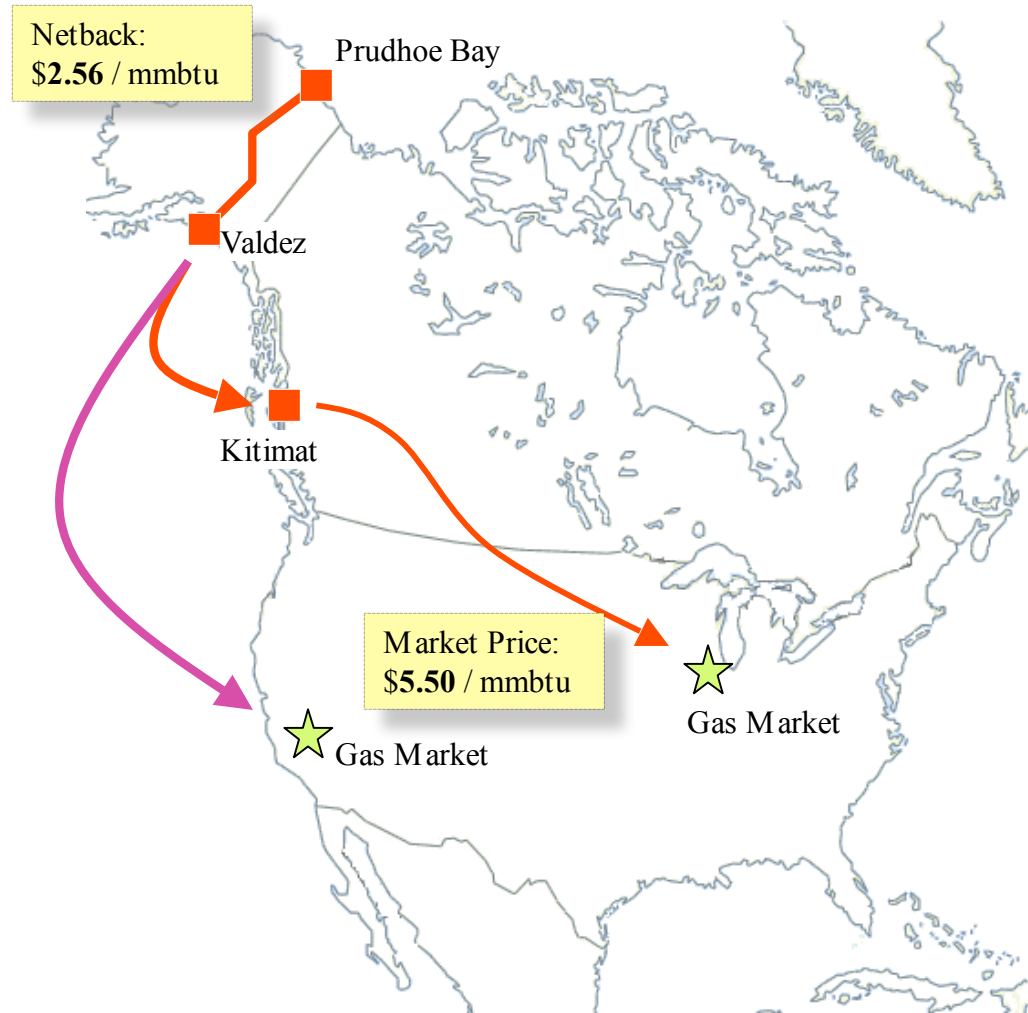 Netback:
$2.56 / mmbtu
Prudhoe Bay
Valdez
Kitimat
Market Price:
$5.50 / mmbtu
Gas Market
Gas Market